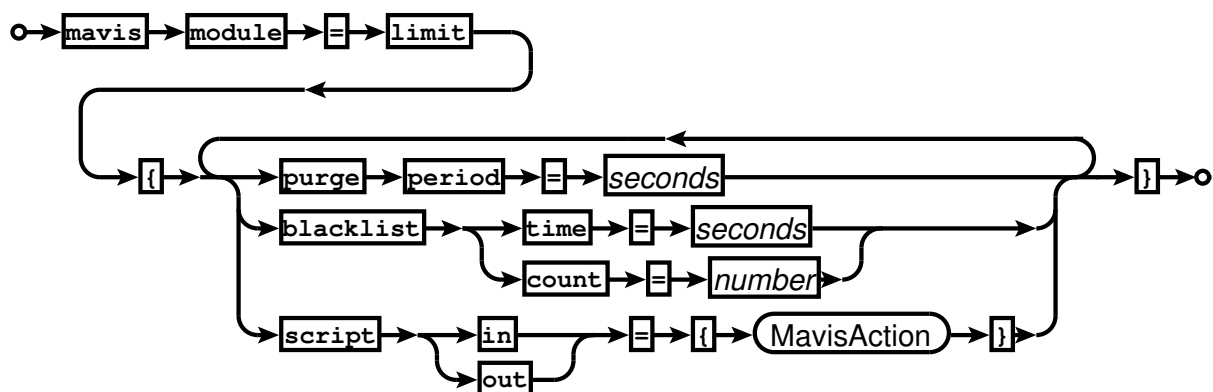 mavis module = limit
{ purge period = seconds }
blacklist time = seconds
count = number
script in = { MavisAction }
out